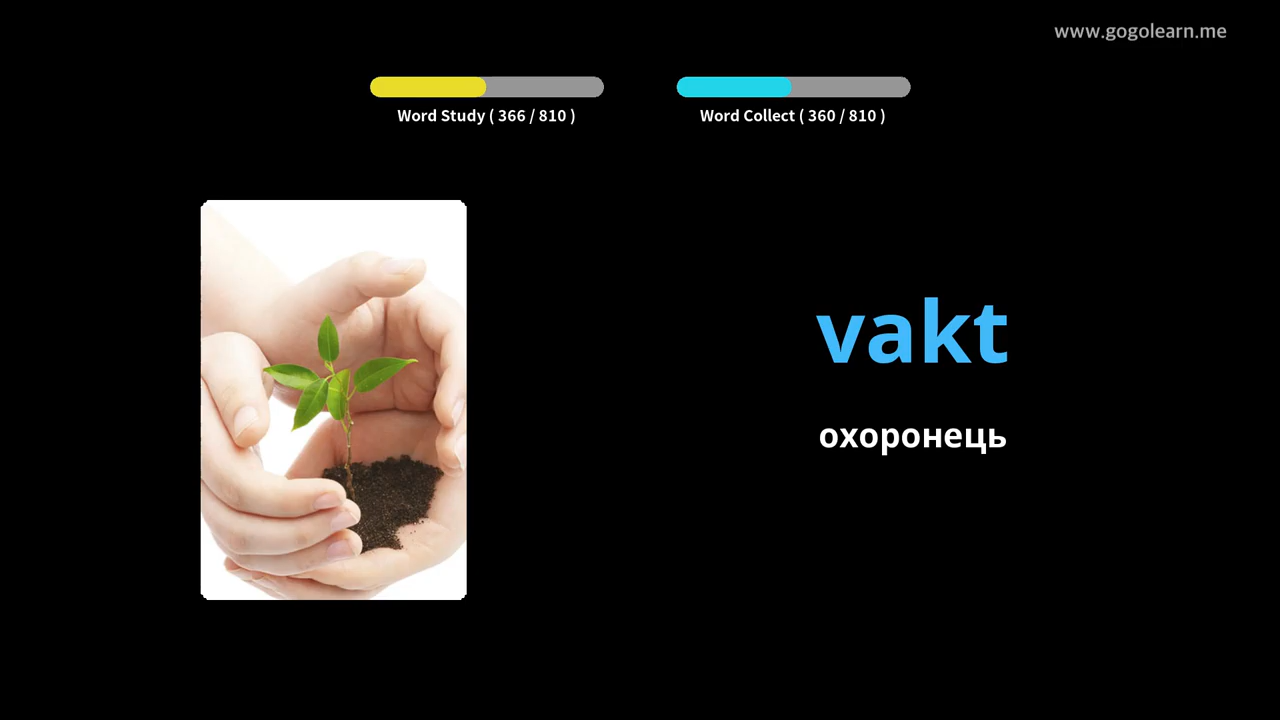 www.gogolearn.me
Word Study ( 366 / 810 )
Word Collect ( 360 / 810 )
vakt
охоронець